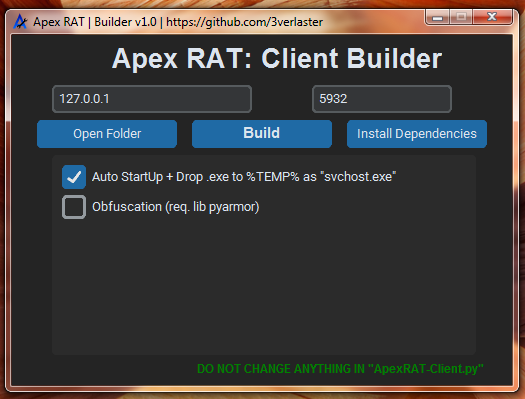 Apex RAT | Builder v1.0 | https://github.com/3verlaster
Apex RAT: Client Builder
127.0.0.1 5932
Open Folder Build Install Dependencies
Auto StartUp + Drop .exe to %TEMP% as "svchost.exe"
Obfuscation (req. lib pyarmor)
DO NOT CHANGE ANYTHING IN "ApexRAT-Client.py"